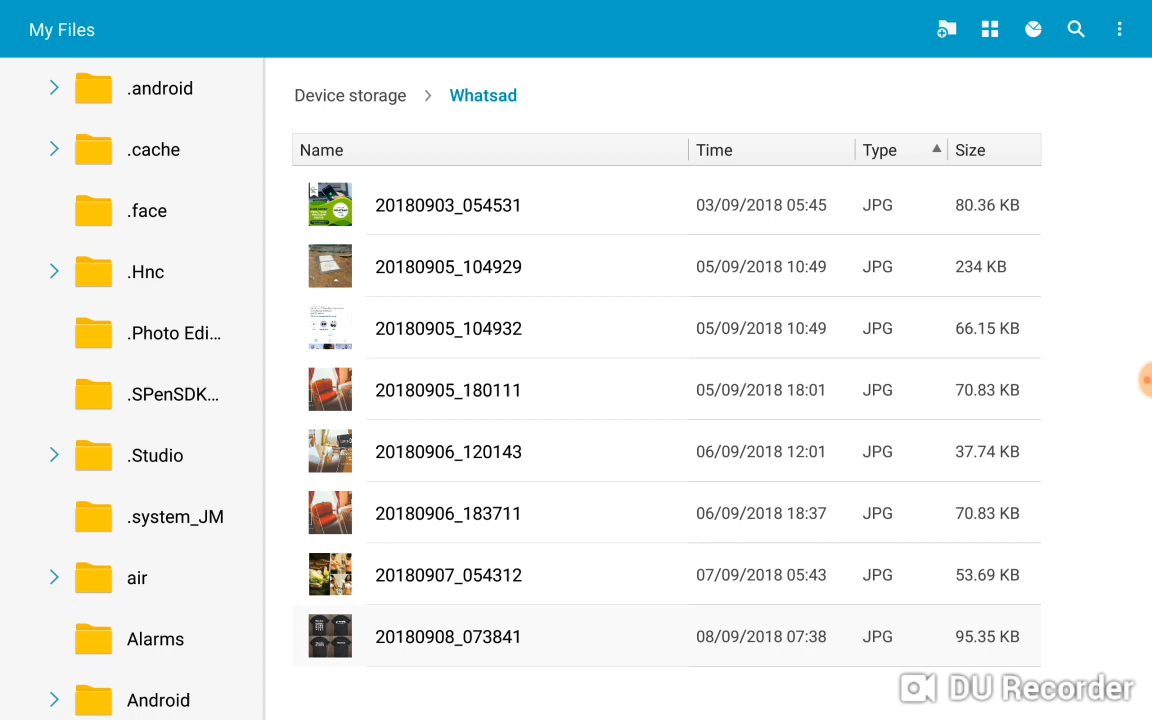 My Files
.android
.cache
.face
.Hnc
.Photo Edi...
.SPenSDK...
.Studio
.system_JM
air
Alarms
Android
Device storage > Whatsad
Name Time Type Size
20180903_054531 03/09/2018 05:45 JPG 80.36 KB
20180905_104929 05/09/2018 10:49 JPG 234 KB
20180905_104932 05/09/2018 10:49 JPG 66.15 KB
20180905_180111 05/09/2018 18:01 JPG 70.83 KB
20180906_120143 06/09/2018 12:01 JPG 37.74 KB
20180906_183711 06/09/2018 18:37 JPG 70.83 KB
20180907_054312 07/09/2018 05:43 JPG 53.69 KB
20180908_073841 08/09/2018 07:38 JPG 95.35 KB
DU Recorder